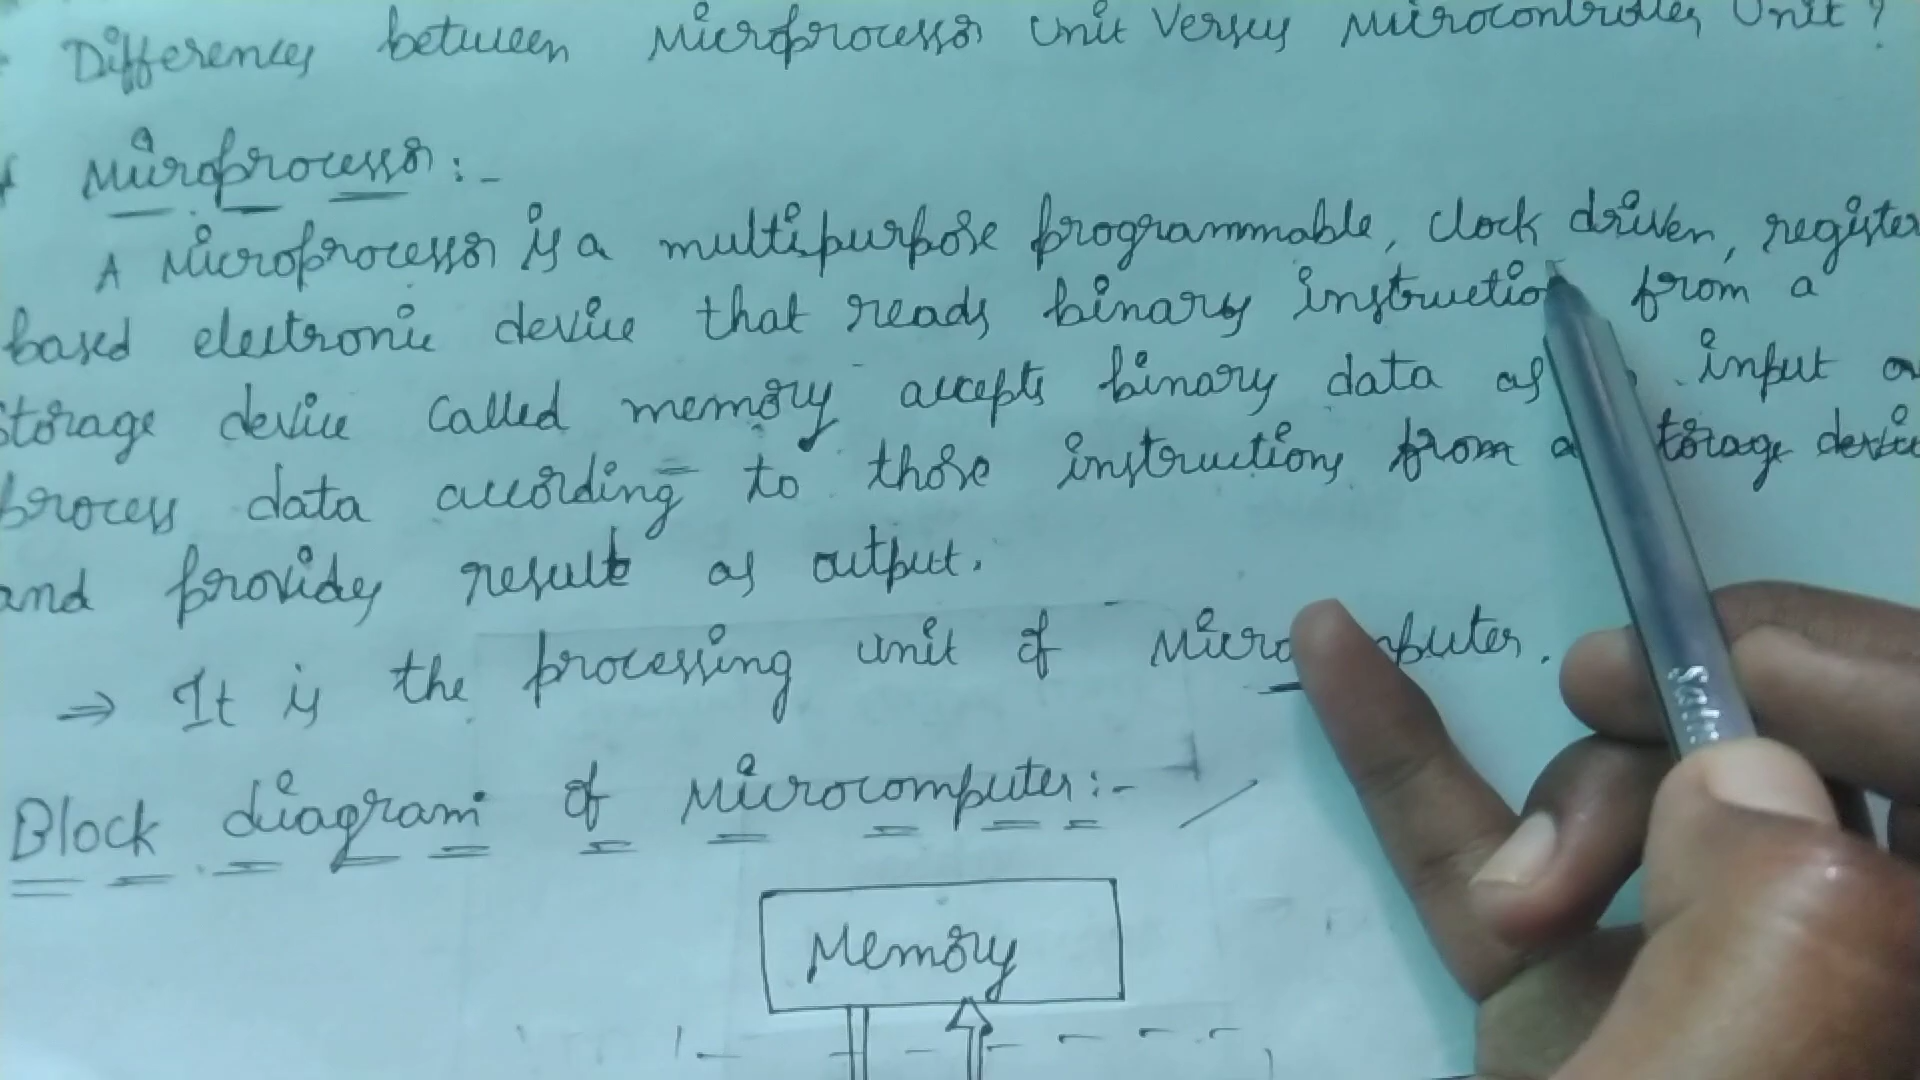 Differences between Microprocessor Unit Versus Microcontroller Unit?
Microprocessor:-
A Microprocessor is a multipurpose programmable, clock driven, register
based electronic device that reads binary instruction from a
storage device called memory accepts binary data as input
process data according to those instructions from a storage device
and provides result as output.
⇒ It is the processing unit of Microcomputer.
Block diagram of Microcomputer:-
Memory